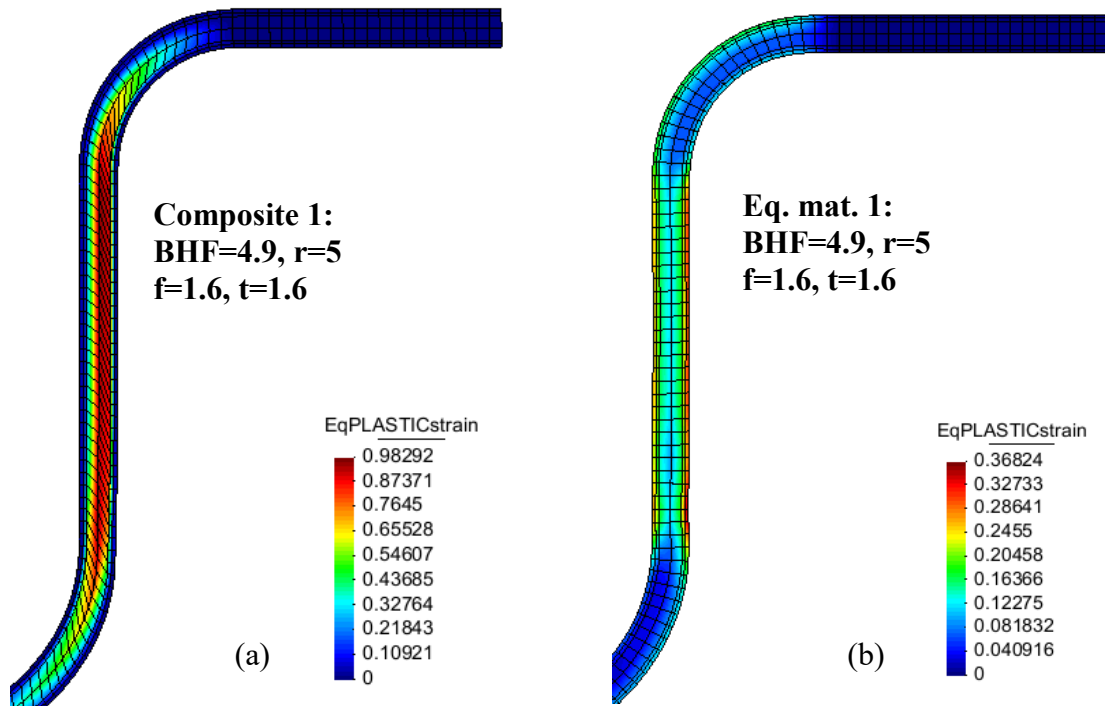 Composite 1:
BHF=4.9, r=5
f=1.6, t=1.6
EqPLASTICstrain
0.98292
0.87371
0.7645
0.65528
0.54607
0.43685
0.32764
0.21843
0.10921
0
(a)
Eq. mat. 1:
BHF=4.9, r=5
f=1.6, t=1.6
EqPLASTICstrain
0.36824
0.32733
0.28641
0.2455
0.20458
0.16366
0.12275
0.081832
0.040916
0
(b)